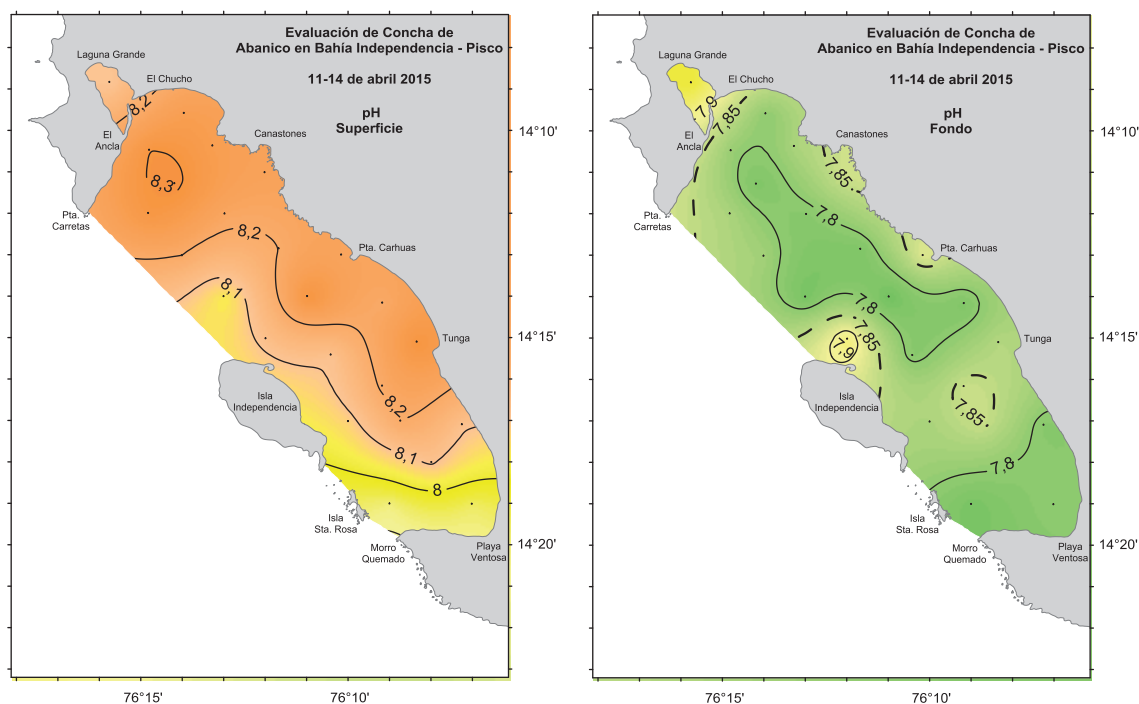 Evaluación de Concha de
Abanico en Bahía Independencia - Pisco
11-14 de abril 2015
pH
Superficie
Laguna Grande
El Chucho
8,2
El
Ancla
Canastones
14°10'
8,3
Pta.
Carretas
8,2
Pta. Carhuas
8,1
Tunga
14°15'
Isla
Independencia
8,2
8,1
8
Isla
Sta. Rosa
Morro
Quemado
Playa
Ventosa
14°20'
76°15'
76°10'
Evaluación de Concha de
Abanico en Bahía Independencia - Pisco
11-14 de abril 2015
pH
Fondo
Laguna Grande
El Chucho
7,9
7,85
El
Ancla
Canastones
14°10'
7,85
Pta.
Carretas
7,8
Pta. Carhuas
7,8
7,85
7,9
Tunga
14°15'
Isla
Independencia
7,85
7,8
Isla
Sta. Rosa
Morro
Quemado
Playa
Ventosa
14°20'
76°15'
76°10'